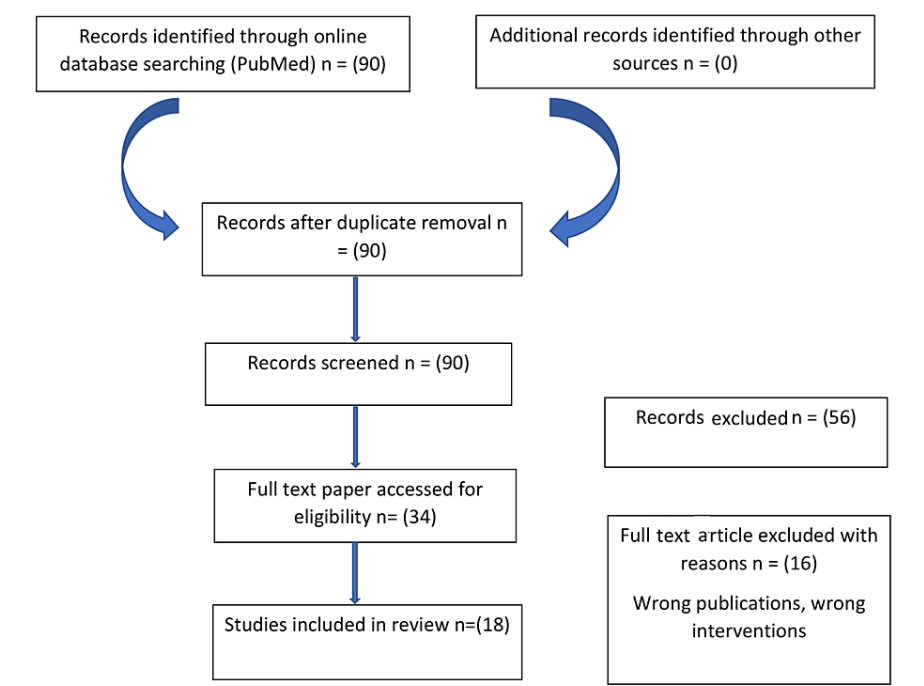 Records identified through online
database searching (PubMed) n = (90)
Additional records identified through other
sources n = (0)
Records after duplicate removal n
= (90)
Records screened n = (90)
Records excluded n = (56)
Full text paper accessed for
eligibility n= (34)
Full text article excluded with
reasons n = (16)
Wrong publications, wrong
interventions
Studies included in review n=(18)